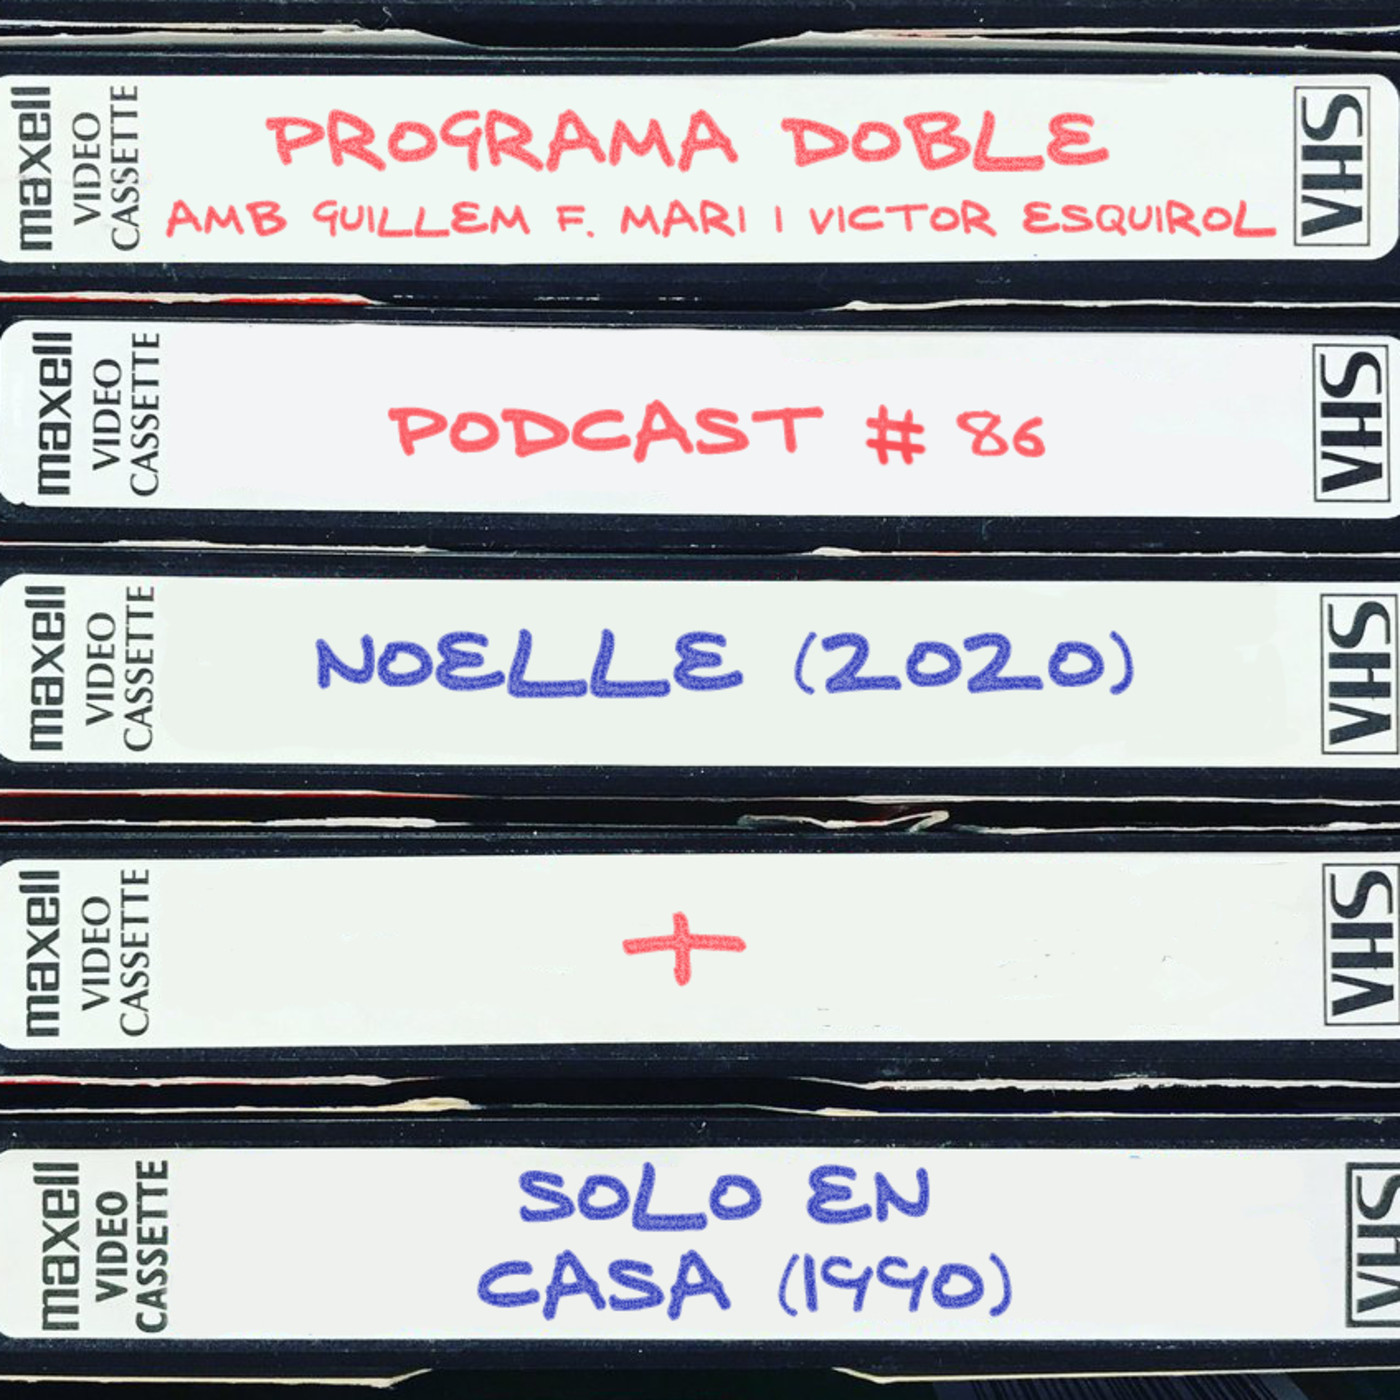 maxell
VIDEO
CASSETTE
PROGRAMA DOBLE
AMB GUILLEM F. MARI I VICTOR ESQUIROL
VHS
maxell
VIDEO
CASSETTE
PODCAST # 86
VHS
maxell
VIDEO
CASSETTE
NOELLE (2020)
VHS
maxell
VIDEO
CASSETTE
+
VHS
maxell
VIDEO
CASSETTE
SOLO EN
CASA (1990)
VHS